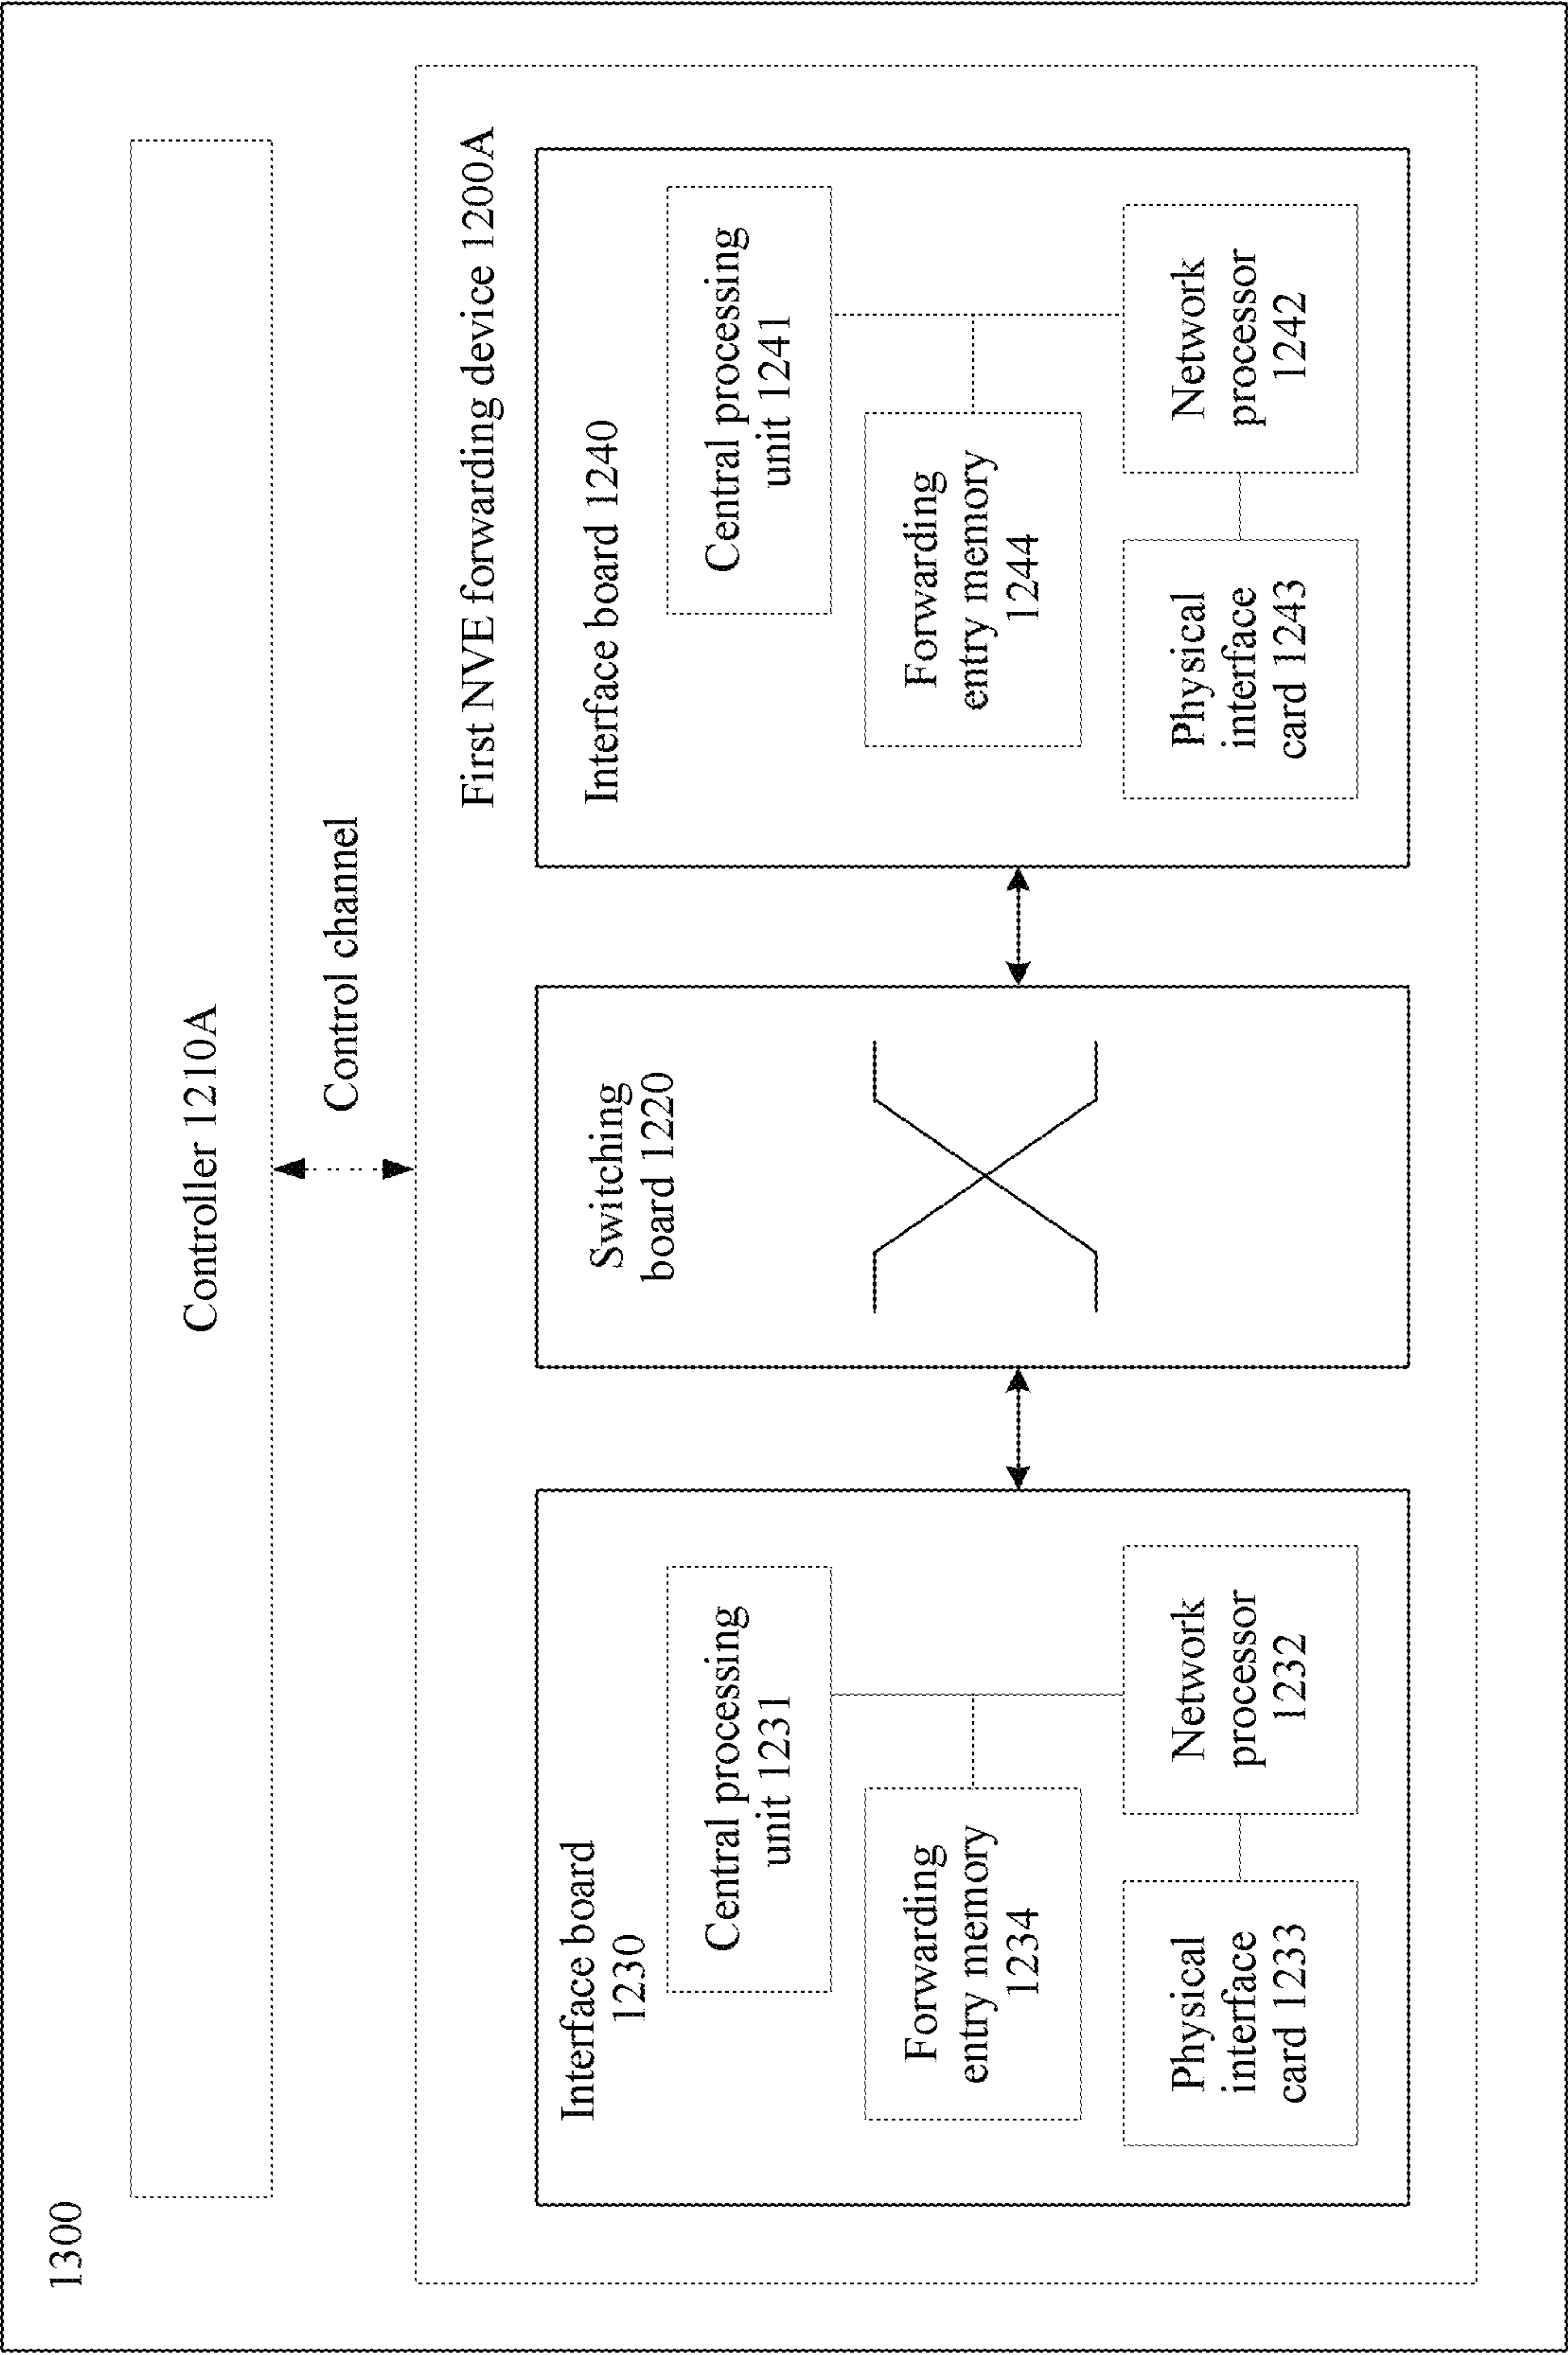 1300
Controller 1210A
Control channel
First NVE forwarding device 1200A
Interface board
1230
Central processing
unit 1231
Forwarding
entry memory
1234
Physical
interface
card 1233
Network
processor
1232
Switching
board 1220
Interface board 1240
Central processing
unit 1241
Forwarding
entry memory
1244
Physical
interface
card 1243
Network
processor
1242